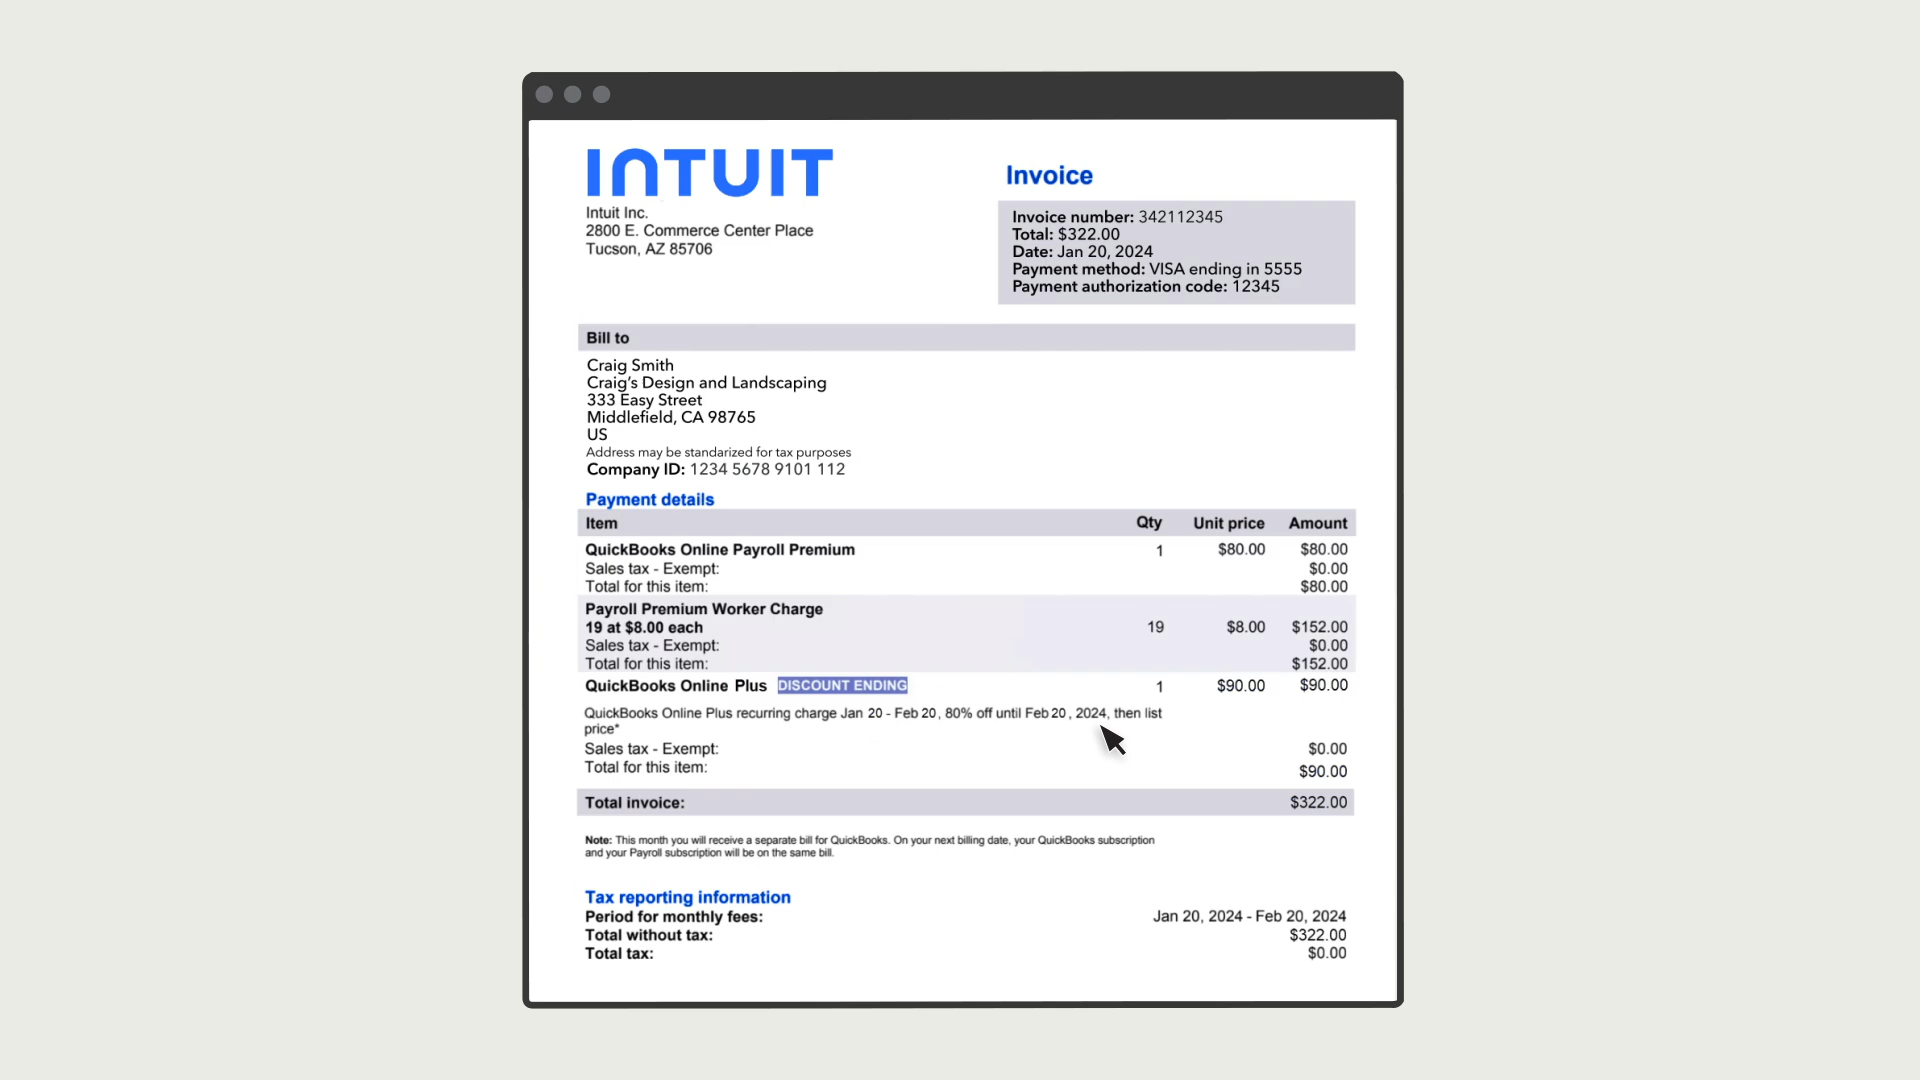 INTUIT
Intuit Inc.
2800 E. Commerce Center Place
Tucson, AZ 85706
Invoice
Invoice number: 342112345
Total: $322.00
Date: Jan 20, 2024
Payment method: VISA ending in 5555
Payment authorization code: 12345
Bill to
Craig Smith
Craig's Design and Landscaping
333 Easy Street
Middlefield, CA 98765
US
Address may be standarized for tax purposes
Company ID: 1234 5678 9101 112
Payment details
Item Qty Unit price Amount
QuickBooks Online Payroll Premium 1 $80.00 $80.00
Sales tax - Exempt: $0.00
Total for this item: $80.00
Payroll Premium Worker Charge
19 at $8.00 each 19 $8.00 $152.00
Sales tax - Exempt: $0.00
Total for this item: $152.00
QuickBooks Online Plus DISCOUNT ENDING 1 $90.00 $90.00
QuickBooks Online Plus recurring charge Jan 20 - Feb 20, 80% off until Feb 20, 2024, then list
price*
Sales tax - Exempt: $0.00
Total for this item: $90.00
Total invoice: $322.00
Note: This month you will receive a separate bill for QuickBooks. On your next billing date, your QuickBooks subscription
and your Payroll subscription will be on the same bill.
Tax reporting information
Period for monthly fees: Jan 20, 2024 - Feb 20, 2024
Total without tax: $322.00
Total tax: $0.00